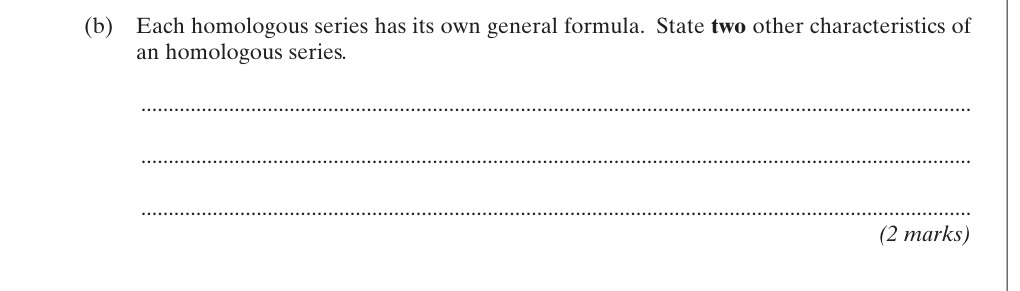 (b) Each homologous series has its own general formula. State two other characteristics of
an homologous series.
..........................................................................................................................................................
..........................................................................................................................................................
..........................................................................................................................................................
(2 marks)